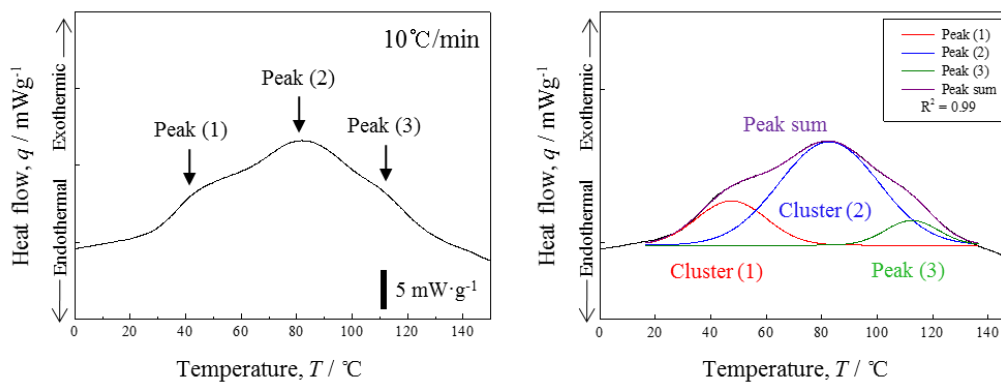 10℃/min
Peak (1)
Peak (2)
Peak (3)
5 mW·g⁻¹
Heat flow, q / mWg⁻¹
Endothermal
Exothermic
0 20 40 60 80 100 120 140
Temperature, T / ℃
Peak (1)
Peak (2)
Peak (3)
Peak sum
R² = 0.99
Peak sum
Cluster (2)
Cluster (1)
Peak (3)
Heat flow, q / mWg⁻¹
Endothermal
Exothermic
0 20 40 60 80 100 120 140
Temperature, T / ℃